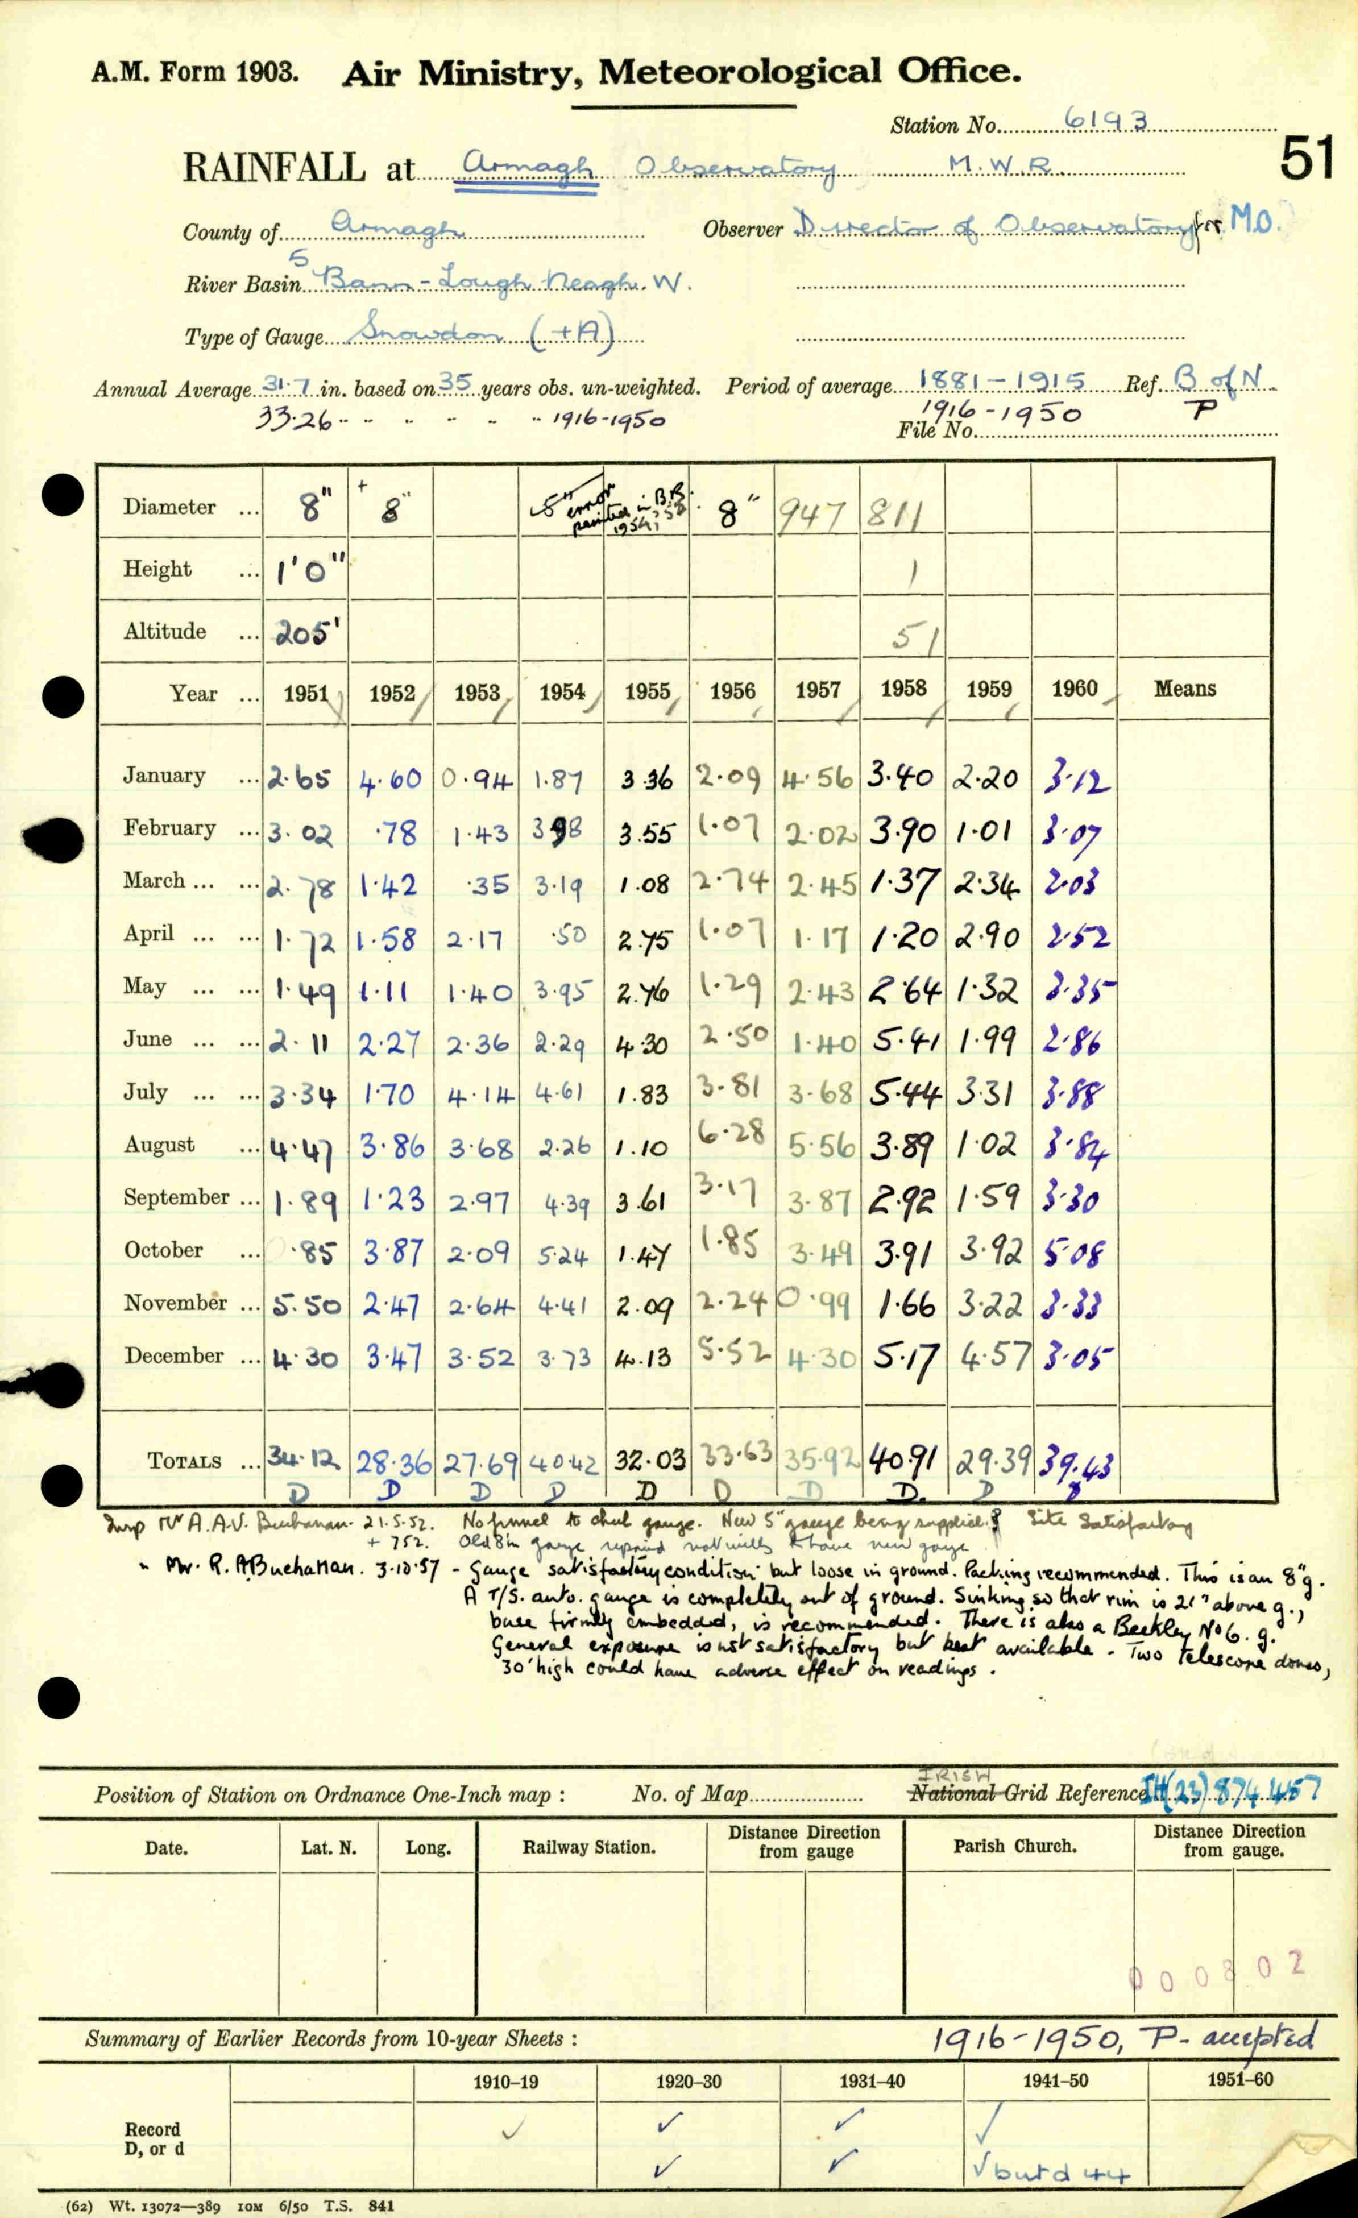 A.M. Form 1903. Air Ministry, Meteorological Office.
Station No. 6193
51
RAINFALL at Armagh Observatory M.W.R.
County of Armagh Observer Director of Observatory for M.O.
River Basin 5 Bann - Lough Neagh. W.
Type of Gauge Snowdon (+A)
Annual Average 31·7 in. based on 35 years obs. un-weighted. Period of average 1881-1915 Ref. B of N.
33·26 - " " " " " 1916-1950 1916-1950 P
File No.
Diameter ... 8" + 8" 5" error printed in B.R. 1954, 8" 947 811
Height ... 1'0" 1
Altitude ... 205' 51
Year ... 1951 1952 1953 1954 1955 1956 1957 1958 1959 1960 Means
January ... 2·65 4·60 0·94 1·87 3·36 2·09 4·56 3·40 2·20 3·12
February ... 3·02 ·78 1·43 3·98 3·55 1·07 2·02 3·90 1·01 3·07
March ... ... 2·78 1·42 ·35 3·19 1·08 2·74 2·45 1·37 2·34 2·03
April ... ... 1·72 1·58 2·17 ·50 2·75 1·07 1·17 1·20 2·90 2·52
May ... ... 1·49 1·11 1·40 3·95 2·76 1·29 2·43 2·64 1·32 3·35
June ... ... 2·11 2·27 2·36 2·29 4·30 2·50 1·40 5·41 1·99 2·86
July ... ... 3·34 1·70 4·14 4·61 1·83 3·81 3·68 5·44 3·31 3·88
August ... 4·47 3·86 3·68 2·26 1·10 6·28 5·56 3·89 1·02 3·84
September ... 1·89 1·23 2·97 4·39 3·61 3·17 3·87 2·92 1·59 3·30
October ... ·85 3·87 2·09 5·24 1·47 1·85 3·49 3·91 3·92 5·08
November ... 5·50 2·47 2·64 4·41 2·09 2·24 0·99 1·66 3·22 3·33
December ... 4·30 3·47 3·52 3·73 4·13 5·52 4·30 5·17 4·57 3·05
TOTALS ... 34·12 28·36 27·69 40·42 32·03 33·63 35·92 40·91 29·39 39·43
D D D D D D D D. D D
Insp Mr A.A.V. Buchanan. 21.5.52. No funnel to chek gauge. New 5" gauge being supplied. Site Satisfactory
+ 752. Old 8in gauge repaired not willing to have new gauge
" Mr. R. A. Buchanan. 3·10·57 - Gauge satisfactory condition but loose in ground. Packing recommended. This is an 8" g.
A T/S. auto. gauge is completely out of ground. Sinking so that rim is 21" above g.,
base firmly embedded, is recommended. There is also a Beckley No 6. g.
General exposure is not satisfactory but best available - Two telescope domes,
30' high could have adverse effect on readings.
Position of Station on Ordnance One-Inch map : No. of Map IRISH National Grid Reference IH(23) 874 457
Date. Lat. N. Long. Railway Station. Distance Direction from gauge Parish Church. Distance Direction from gauge.
000802
Summary of Earlier Records from 10-year Sheets : 1916-1950, P - accepted
1910-19 1920-30 1931-40 1941-50 1951-60
Record ✓ ✓ ✓ ✓
D, or d ✓ ✓ ✓ but d 44
(62) Wt. 13072—389 10M 6/50 T.S. 841